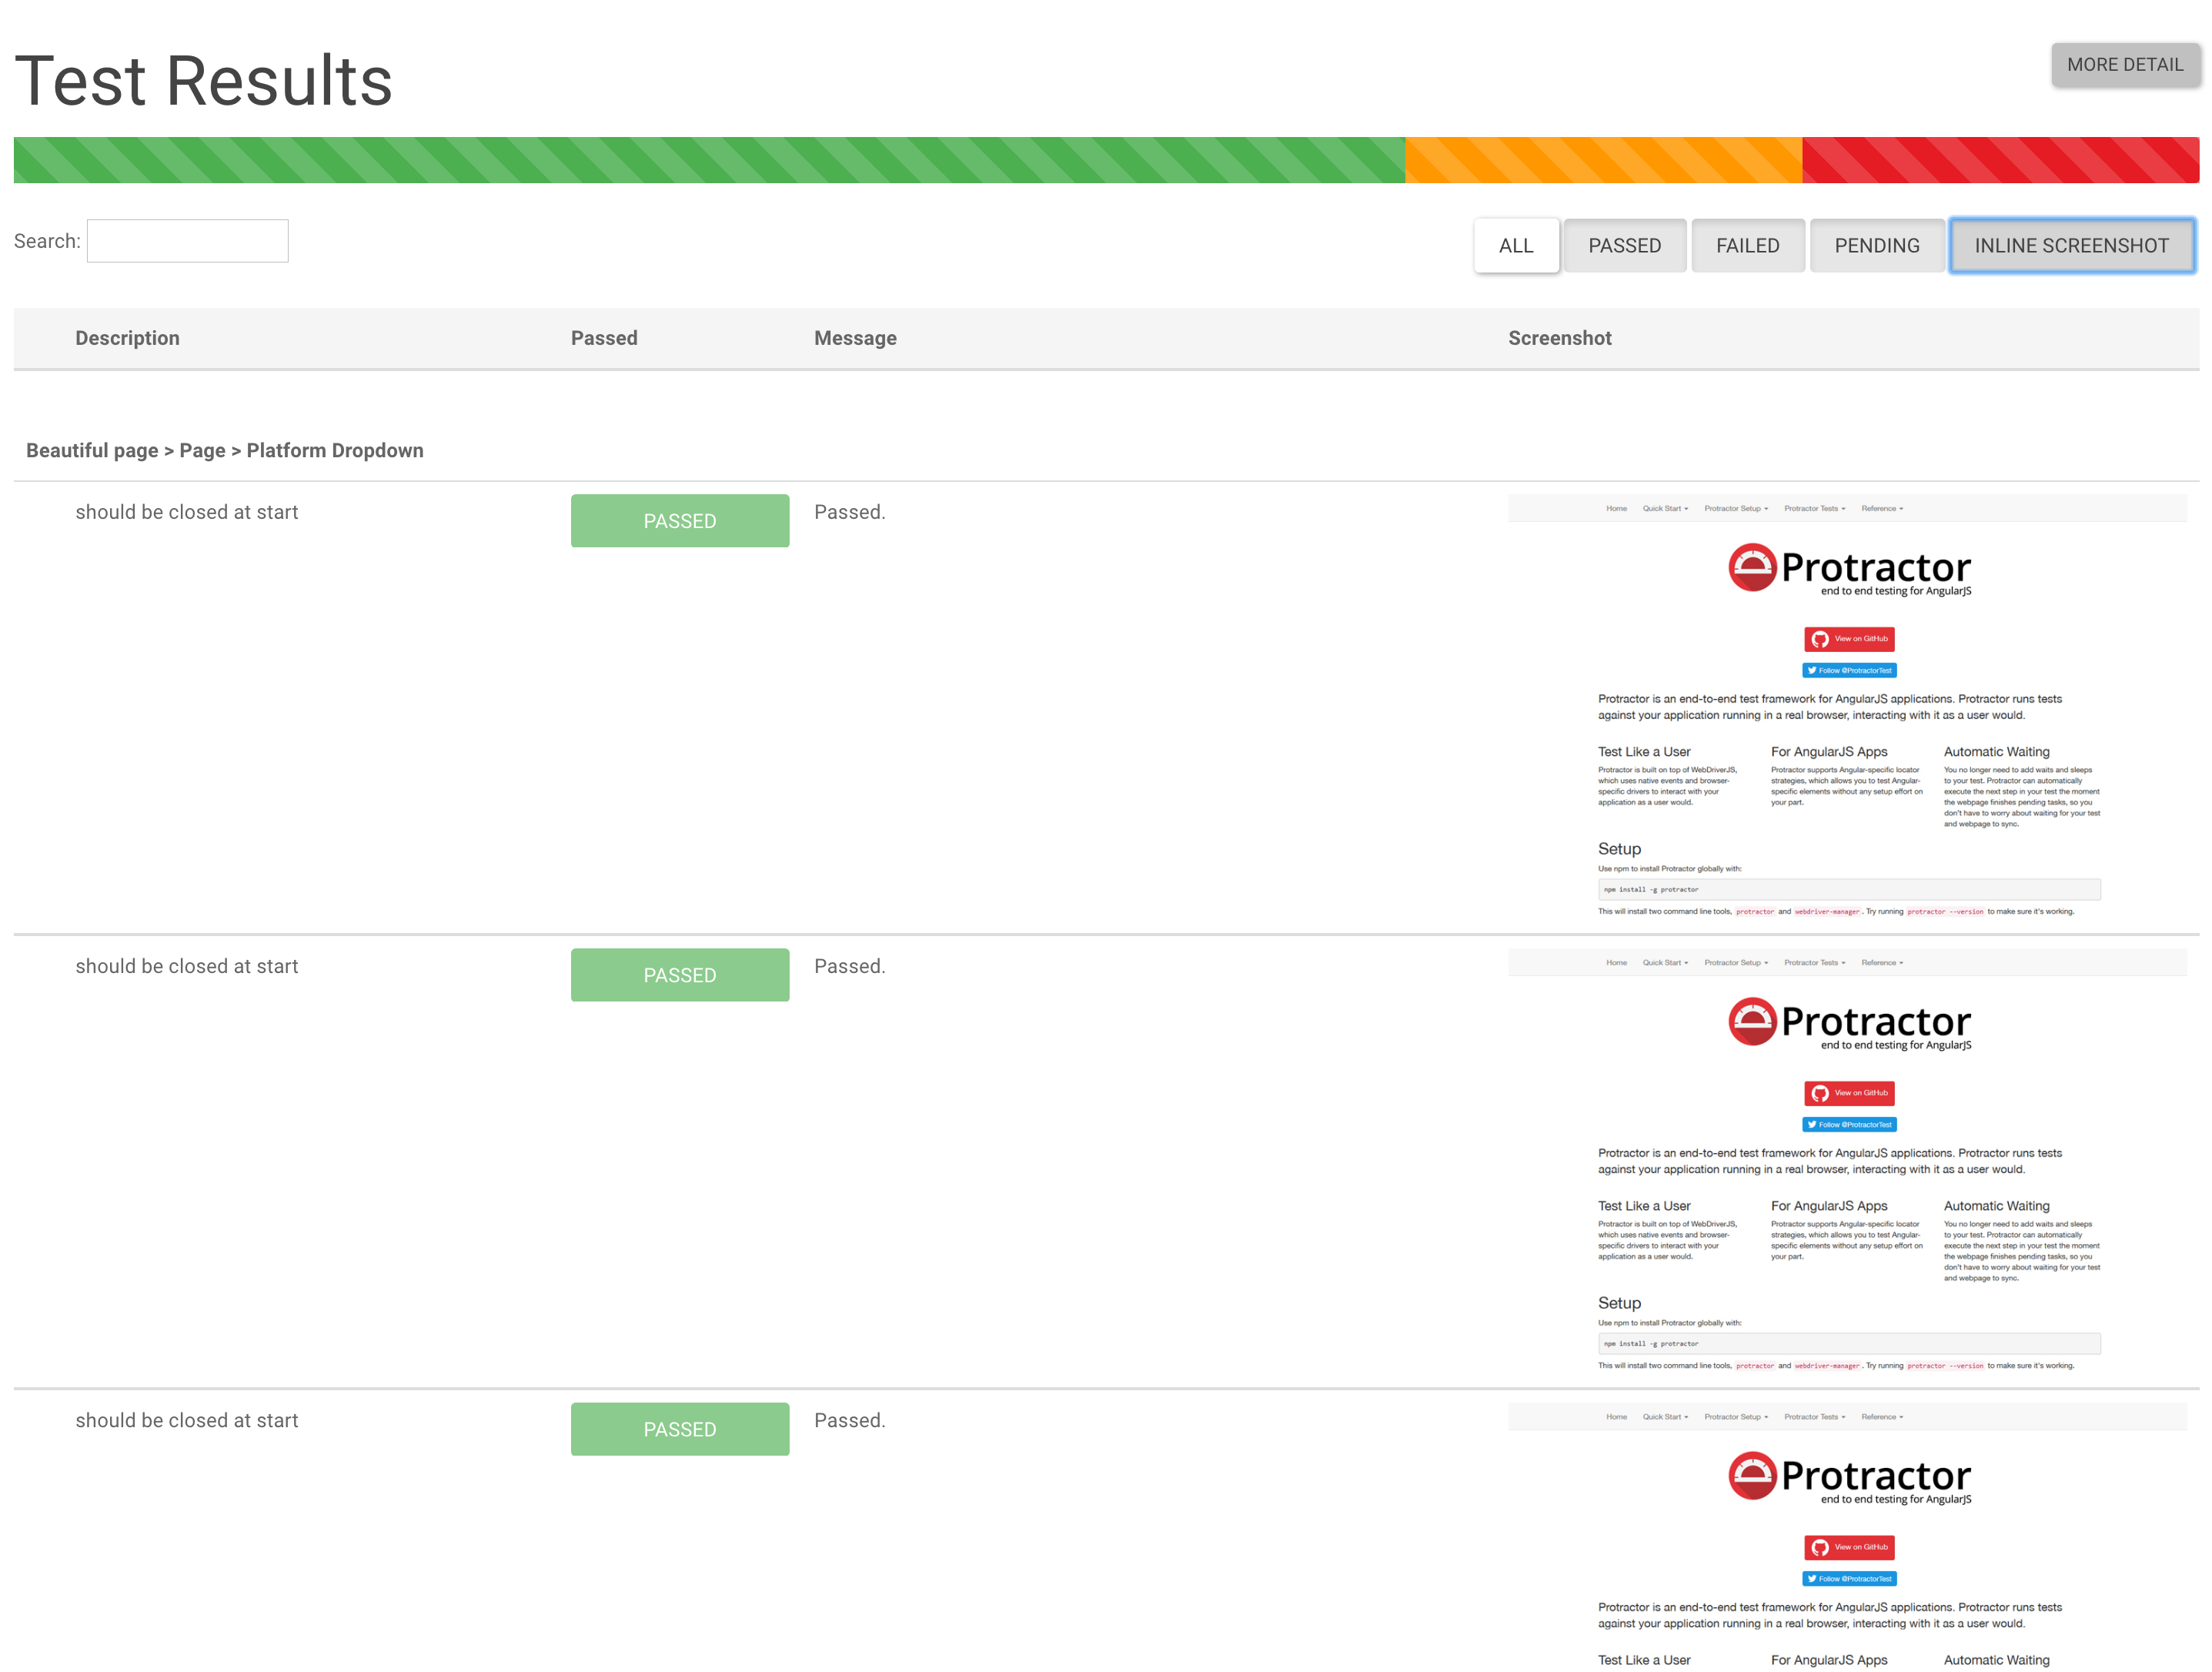 Test Results
MORE DETAIL
Search:
ALL PASSED FAILED PENDING INLINE SCREENSHOT
Description Passed Message Screenshot
Beautiful page > Page > Platform Dropdown
should be closed at start PASSED Passed.
Home Quick Start Protractor Setup Protractor Tests Reference
Protractor
end to end testing for AngularJS
View on GitHub
Follow @ProtractorTest
Protractor is an end-to-end test framework for AngularJS applications. Protractor runs tests
against your application running in a real browser, interacting with it as a user would.
Test Like a User
Protractor is built on top of WebDriverJS,
which uses native events and browser-
specific drivers to interact with your
application as a user would.
For AngularJS Apps
Protractor supports Angular-specific locator
strategies, which allows you to test Angular-
specific elements without any setup effort on
your part.
Automatic Waiting
You no longer need to add waits and sleeps
to your test. Protractor can automatically
execute the next step in your test the moment
the webpage finishes pending tasks, so you
don't have to worry about waiting for your test
and webpage to sync.
Setup
Use npm to install Protractor globally with:
npm install -g protractor
This will install two command line tools, protractor and webdriver-manager. Try running protractor --version to make sure it's working.
should be closed at start PASSED Passed.
Home Quick Start Protractor Setup Protractor Tests Reference
Protractor
end to end testing for AngularJS
View on GitHub
Follow @ProtractorTest
Protractor is an end-to-end test framework for AngularJS applications. Protractor runs tests
against your application running in a real browser, interacting with it as a user would.
Test Like a User
Protractor is built on top of WebDriverJS,
which uses native events and browser-
specific drivers to interact with your
application as a user would.
For AngularJS Apps
Protractor supports Angular-specific locator
strategies, which allows you to test Angular-
specific elements without any setup effort on
your part.
Automatic Waiting
You no longer need to add waits and sleeps
to your test. Protractor can automatically
execute the next step in your test the moment
the webpage finishes pending tasks, so you
don't have to worry about waiting for your test
and webpage to sync.
Setup
Use npm to install Protractor globally with:
npm install -g protractor
This will install two command line tools, protractor and webdriver-manager. Try running protractor --version to make sure it's working.
should be closed at start PASSED Passed.
Home Quick Start Protractor Setup Protractor Tests Reference
Protractor
end to end testing for AngularJS
View on GitHub
Follow @ProtractorTest
Protractor is an end-to-end test framework for AngularJS applications. Protractor runs tests
against your application running in a real browser, interacting with it as a user would.
Test Like a User For AngularJS Apps Automatic Waiting